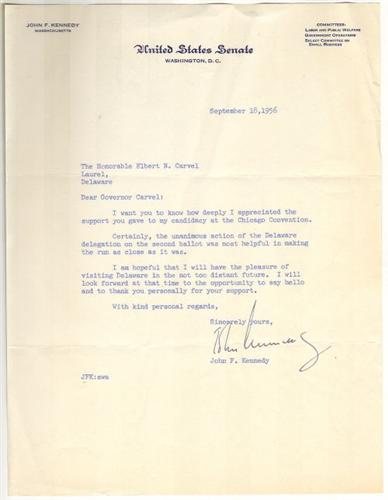 JOHN F. KENNEDY
MASSACHUSETTS
COMMITTEES:
LABOR AND PUBLIC WELFARE
GOVERNMENT OPERATIONS
SELECT COMMITTEE ON
SMALL BUSINESS
United States Senate
WASHINGTON, D.C.
September 18,1956
The Honorable Elbert N. Carvel
Laurel,
Delaware
Dear Governor Carvel:
I want you to know how deeply I appreciated the
support you gave to my candidacy at the Chicago Convention.
Certainly, the unanimous action of the Delaware
delegation on the second ballot was most helpful in making
the run as close as it was.
I am hopeful that I will have the pleasure of
visiting Delaware in the not too distant future. I will
look forward at that time to the opportunity to say hello
and to thank you personally for your support.
With kind personal regards,
Sincerely yours,
John Kennedy
John F. Kennedy
JFK:swm